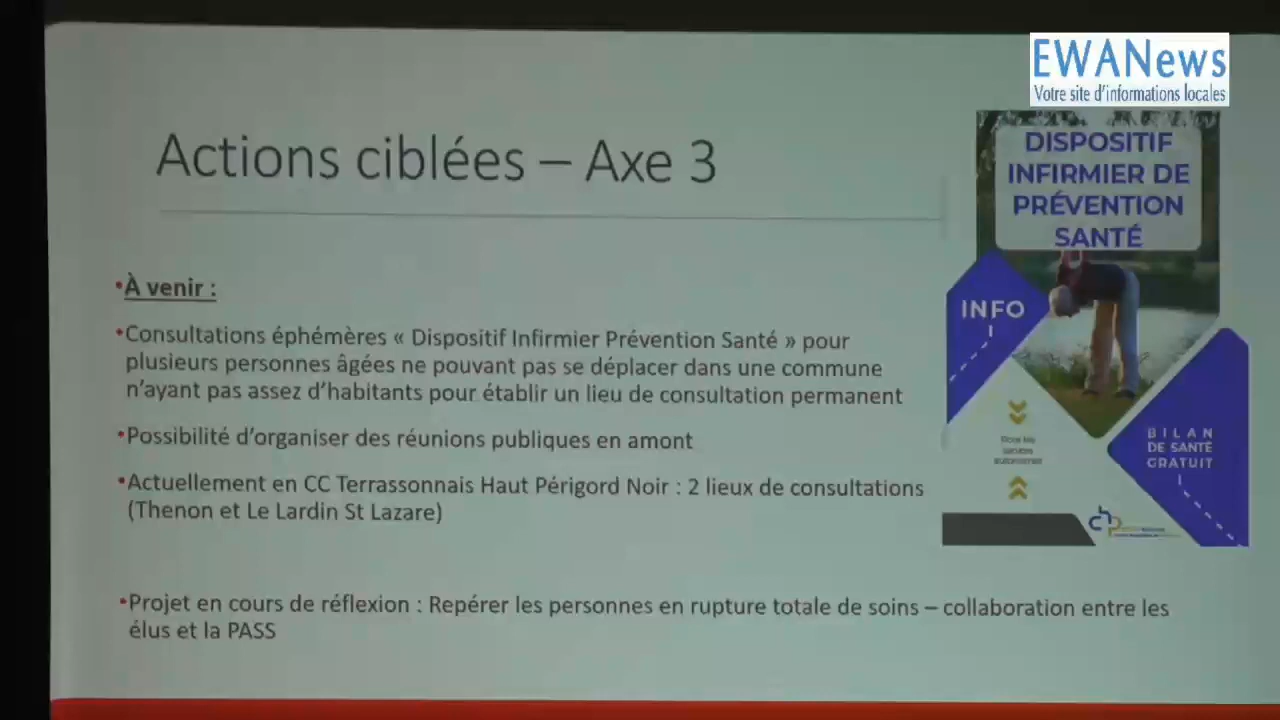 EWANews
Votre site d'informations locales
Actions ciblées – Axe 3
DISPOSITIF
INFIRMIER DE
PRÉVENTION
SANTÉ
INFO
BILAN
DE SANTÉ
GRATUIT
•À venir :
•Consultations éphémères « Dispositif Infirmier Prévention Santé » pour
plusieurs personnes âgées ne pouvant pas se déplacer dans une commune
n'ayant pas assez d'habitants pour établir un lieu de consultation permanent
•Possibilité d'organiser des réunions publiques en amont
•Actuellement en CC Terrassonnais Haut Périgord Noir : 2 lieux de consultations
(Thenon et Le Lardin St Lazare)
•Projet en cours de réflexion : Repérer les personnes en rupture totale de soins – collaboration entre les
élus et la PASS